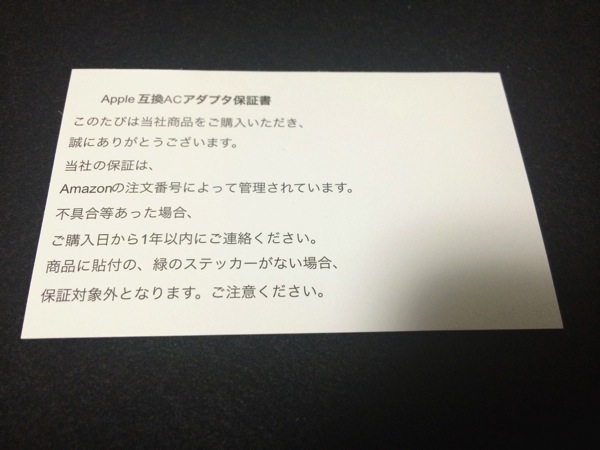 Apple 互換ACアダプタ保証書
このたびは当社商品をご購入いただき、
誠にありがとうございます。
当社の保証は、
Amazonの注文番号によって管理されています。
不具合等あった場合、
ご購入日から1年以内にご連絡ください。
商品に貼付の、緑のステッカーがない場合、
保証対象外となります。ご注意ください。